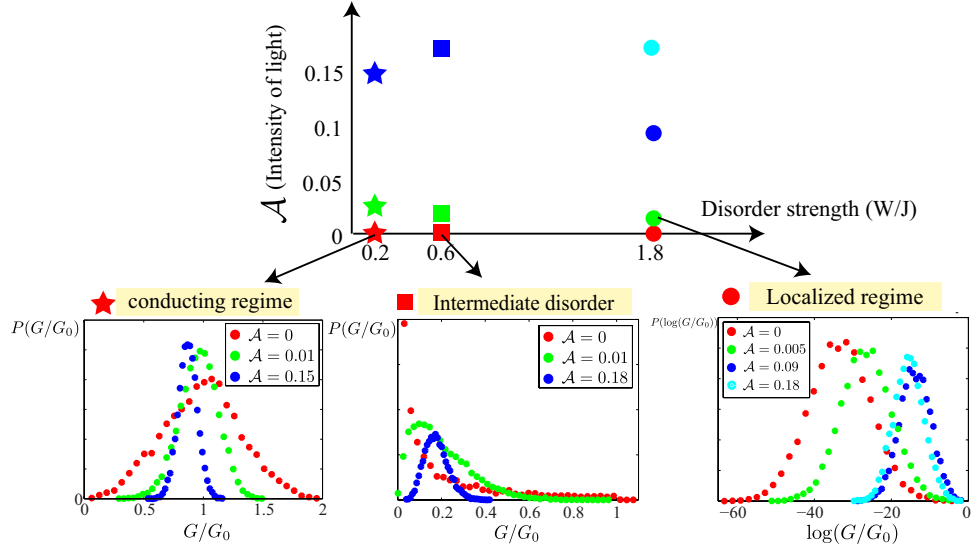 𝒜 (Intensity of light)
0.15
0.1
0.05
0
0.2
0.6
1.8
Disorder strength (W/J)
conducting regime
P(G/G₀)
𝒜 = 0
𝒜 = 0.01
𝒜 = 0.15
0
0
0.5
1
1.5
2
G/G₀
Intermediate disorder
P(G/G₀)
𝒜 = 0
𝒜 = 0.01
𝒜 = 0.18
0
0.2
0.4
0.6
0.8
1
G/G₀
Localized regime
P(log(G/G₀))
𝒜 = 0
𝒜 = 0.005
𝒜 = 0.09
𝒜 = 0.18
−60
−40
−20
0
log(G/G₀)